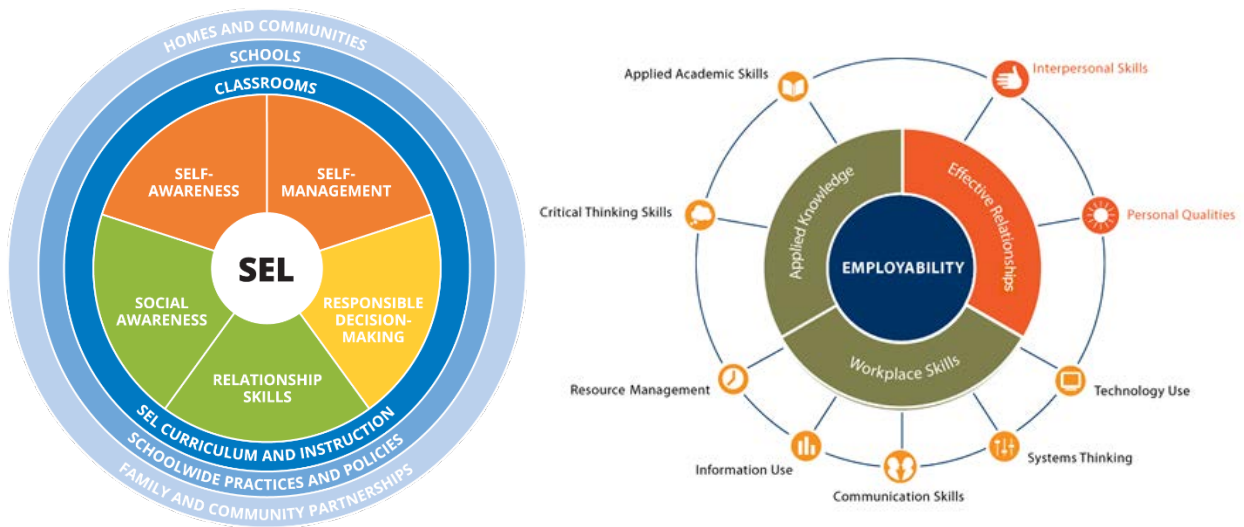 HOMES AND COMMUNITIES
SCHOOLS
CLASSROOMS
SELF-
AWARENESS
SELF-
MANAGEMENT
SEL
SOCIAL
AWARENESS
RESPONSIBLE
DECISION-
MAKING
RELATIONSHIP
SKILLS
SEL CURRICULUM AND INSTRUCTION
SCHOOLWIDE PRACTICES AND POLICIES
FAMILY AND COMMUNITY PARTNERSHIPS
Applied Academic Skills
Interpersonal Skills
Critical Thinking Skills
Personal Qualities
Applied Knowledge
Effective Relationships
EMPLOYABILITY
Workplace Skills
Resource Management
Technology Use
Information Use
Systems Thinking
Communication Skills